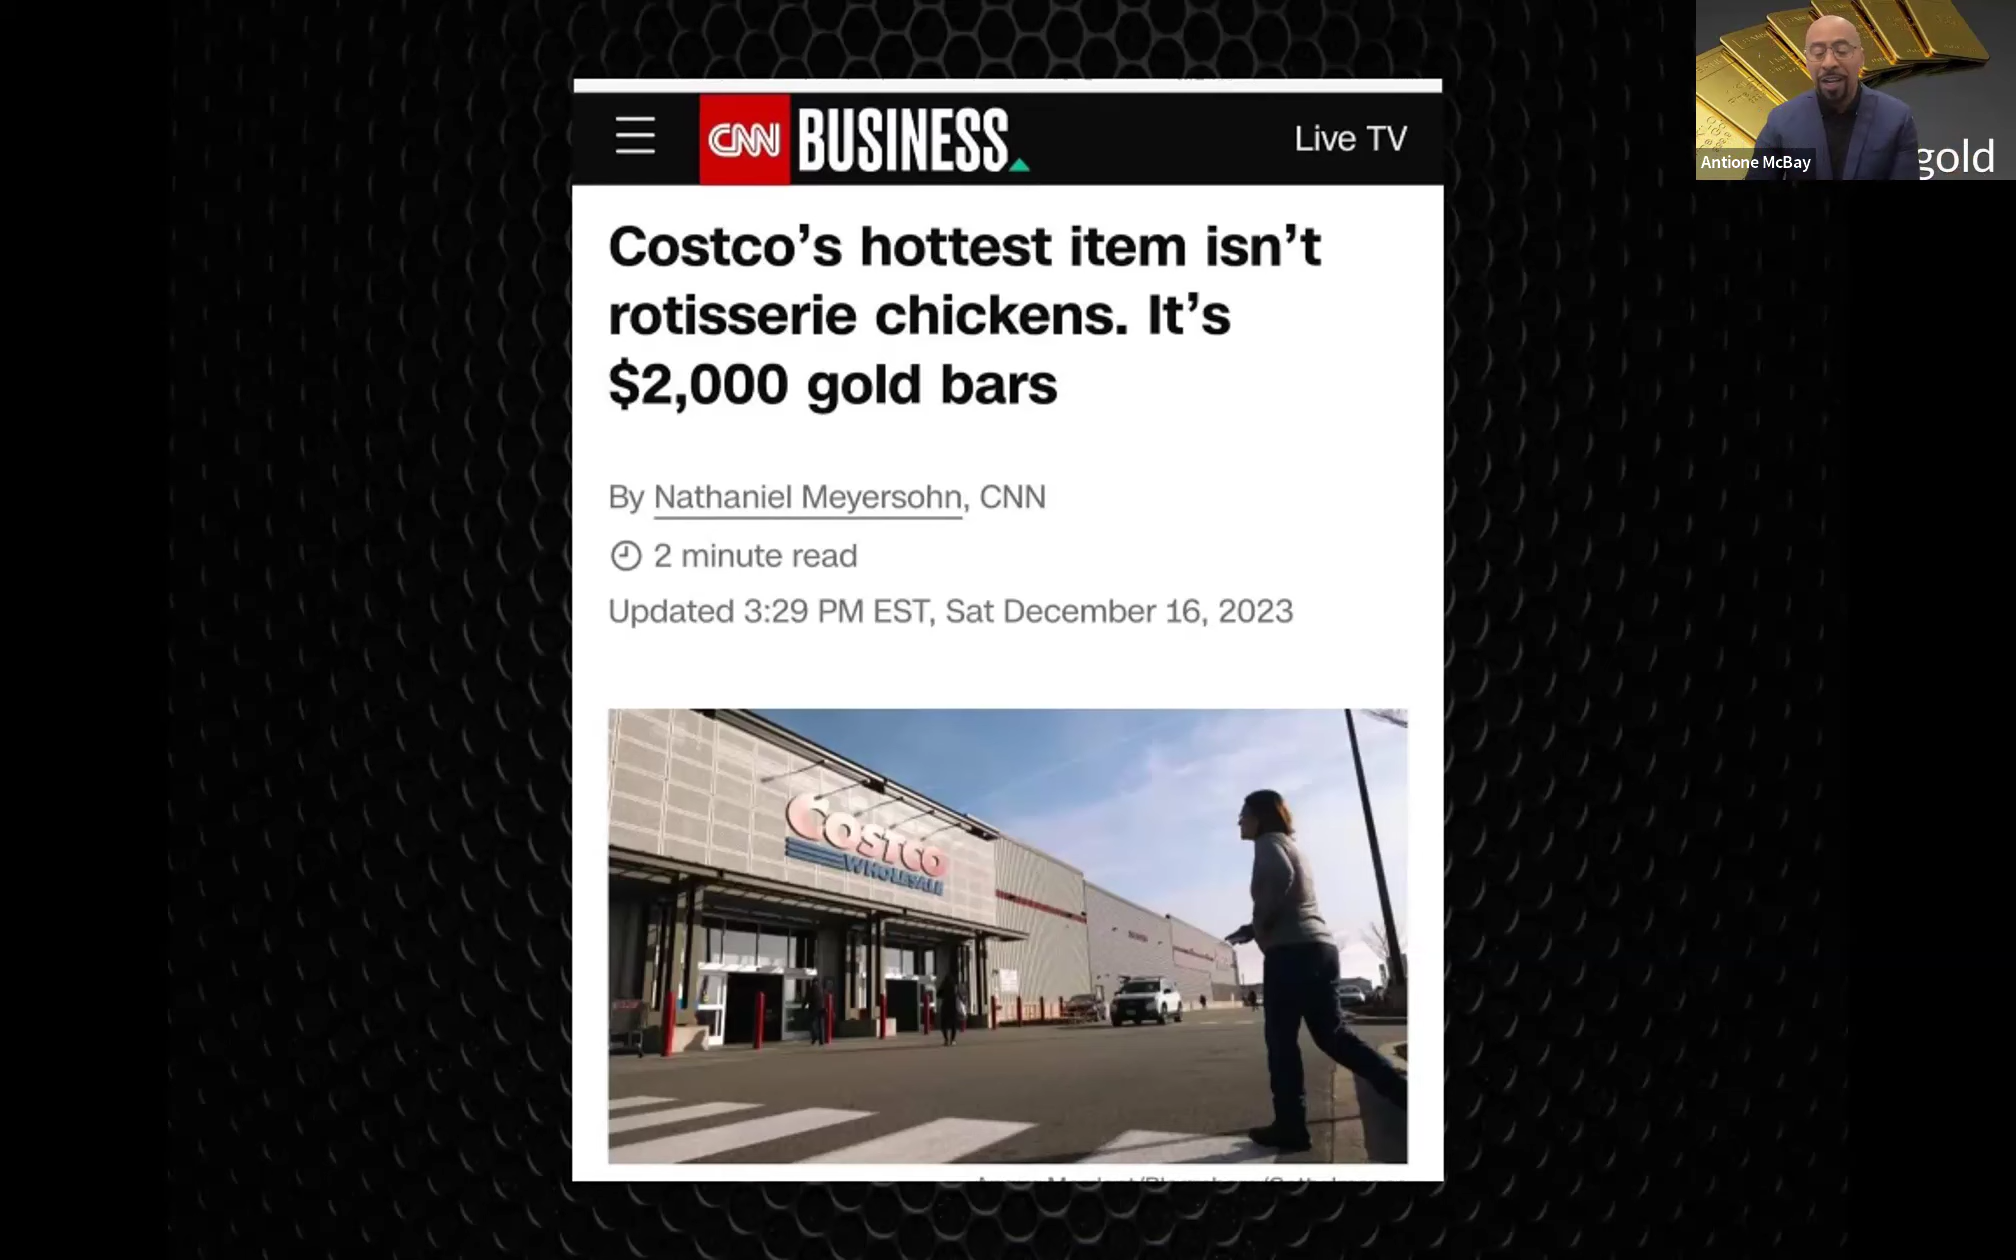 CNN BUSINESS
Live TV
Costco's hottest item isn't
rotisserie chickens. It's
$2,000 gold bars
By Nathaniel Meyersohn, CNN
2 minute read
Updated 3:29 PM EST, Sat December 16, 2023
COSTCO
WHOLESALE
Antione McBay
gold